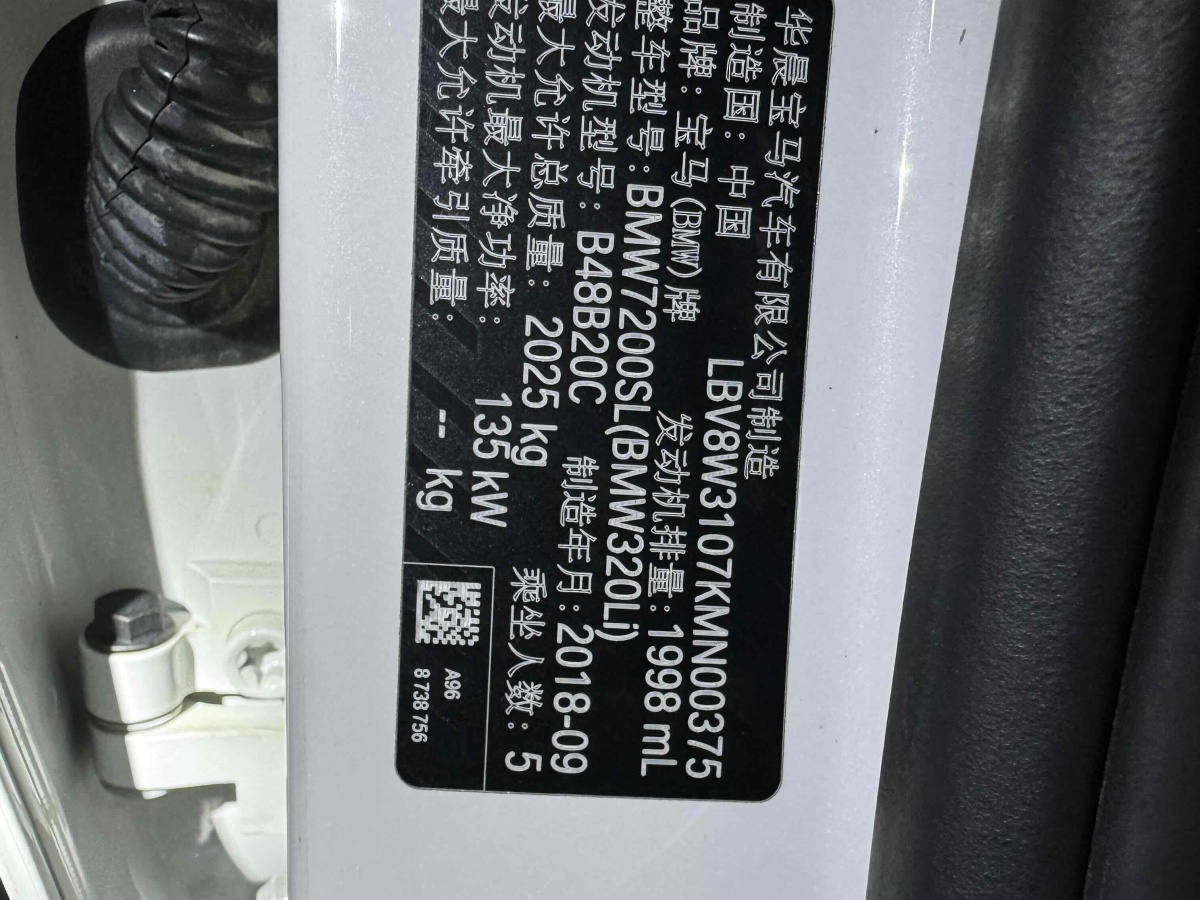 华晨宝马汽车有限公司制造
制造国：中国 LBV8W3107KMN00375
品牌：宝马(BMW)牌
整车型号：BMW7200SL(BMW320Li)
发动机型号：B48B20C 发动机排量：1998 mL
最大允许总质量：2025 kg 制造年月：2018-09
发动机最大净功率：135 kW 乘坐人数：5
最大允许牵引质量：-- kg
A96
8 738 756